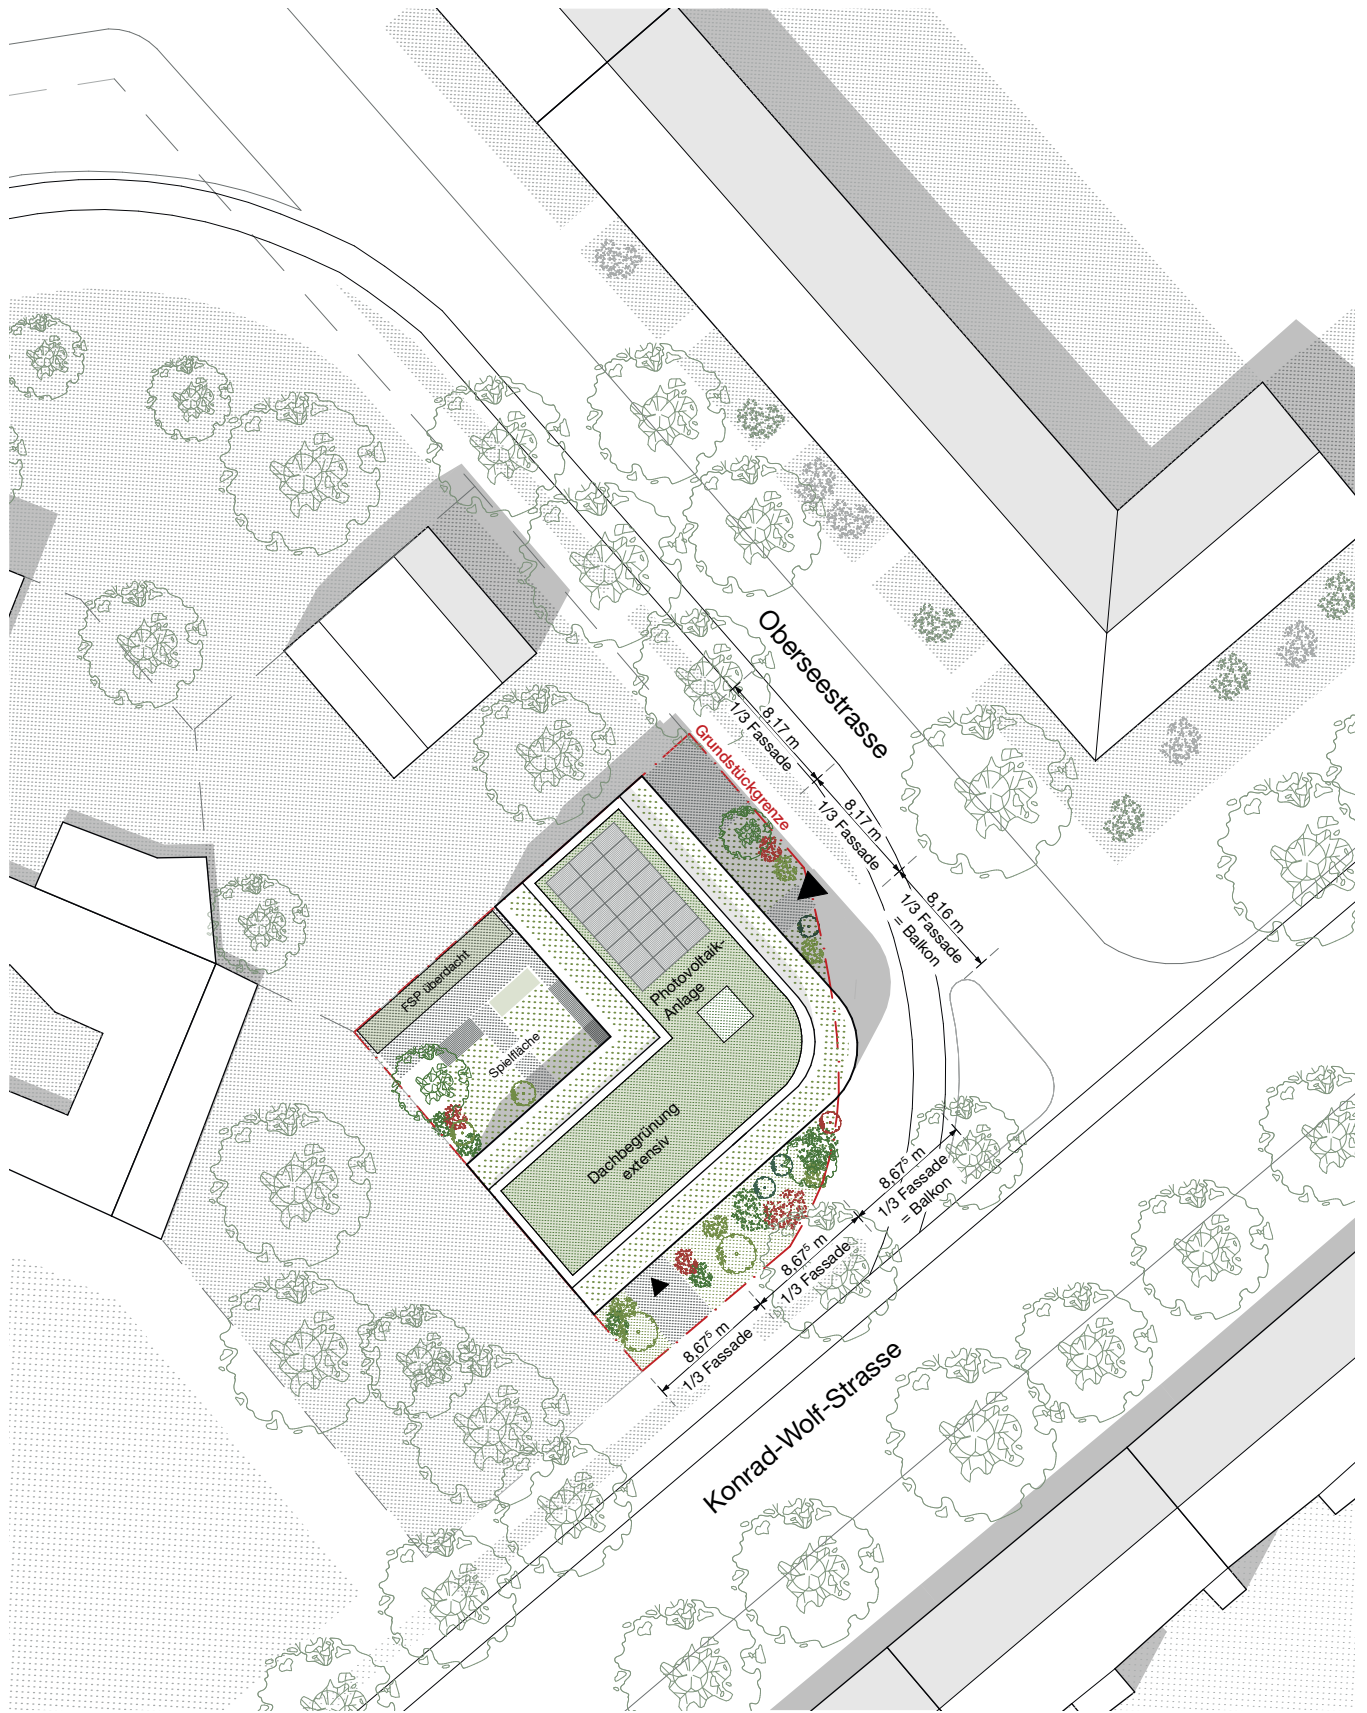 Oberseestrasse
8,17 m
1/3 Fassade
Grundstückgrenze
8,17 m
1/3 Fassade
8,16 m
1/3 Fassade
= Balkon
Photovoltaik-
Anlage
FSP überdacht
Spielfläche
Dachbegrünung
extensiv
8,67⁵ m
1/3 Fassade
= Balkon
8,67⁵ m
1/3 Fassade
8,67⁵ m
1/3 Fassade
Konrad-Wolf-Strasse